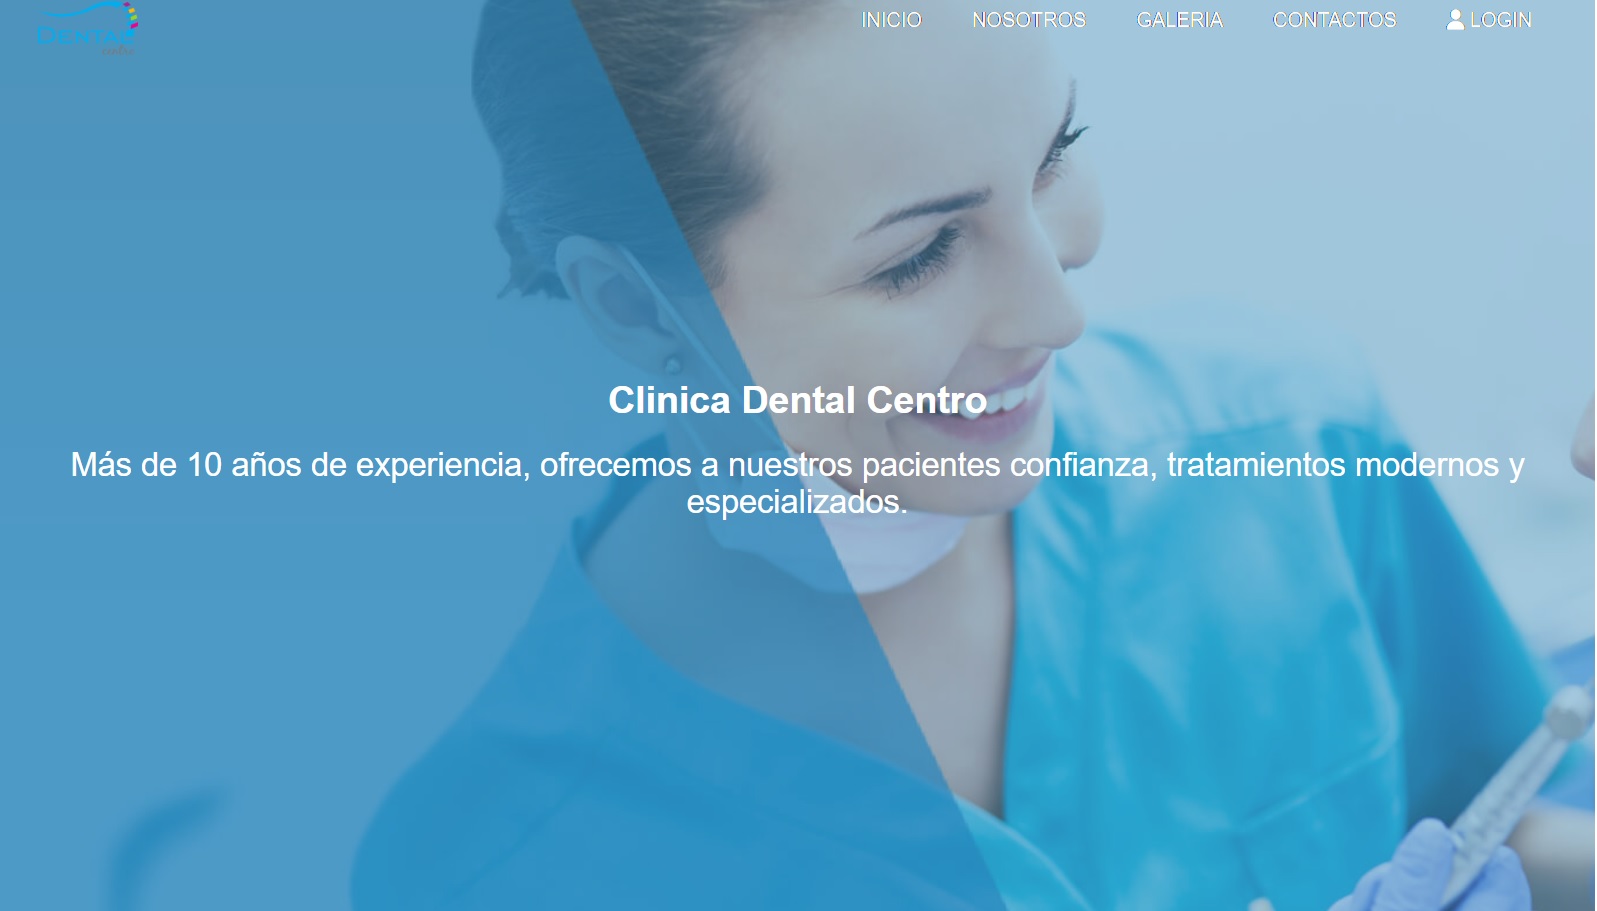 DENTAL
centro
INICIO NOSOTROS GALERIA CONTACTOS LOGIN
Clinica Dental Centro
Más de 10 años de experiencia, ofrecemos a nuestros pacientes confianza, tratamientos modernos y
especializados.